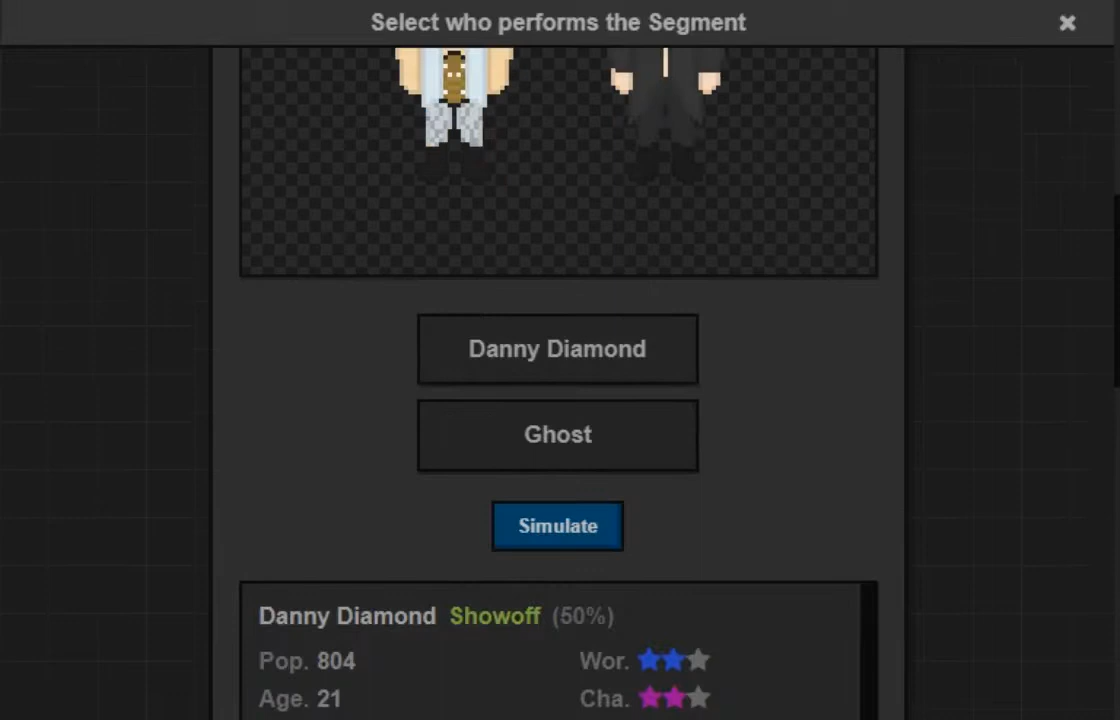 Select who performs the Segment ×
Danny Diamond
Ghost
Simulate
Danny Diamond Showoff (50%)
Pop. 804 Wor.
Age. 21 Cha.